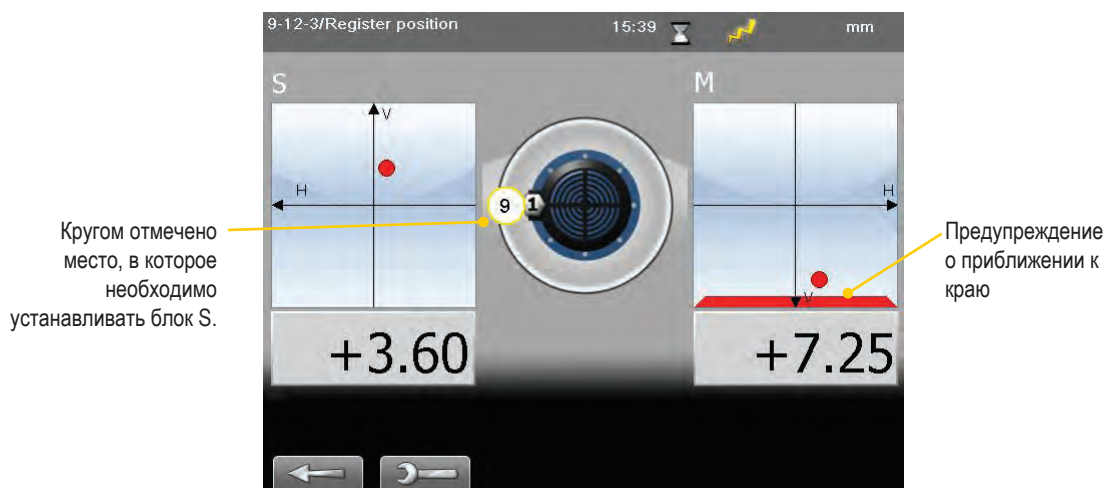 9-12-3/Register position 15:39 mm
S
M
V
H
H
V
9 1
Кругом отмечено
место, в которое
необходимо
устанавливать блок S.
Предупреждение
о приближении к
краю
+3.60
+7.25